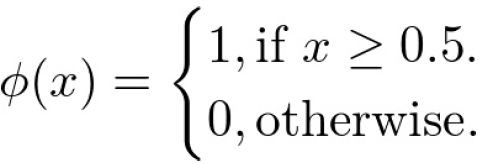 ϕ(x) = { 1, if x ≥ 0.5.
0, otherwise.